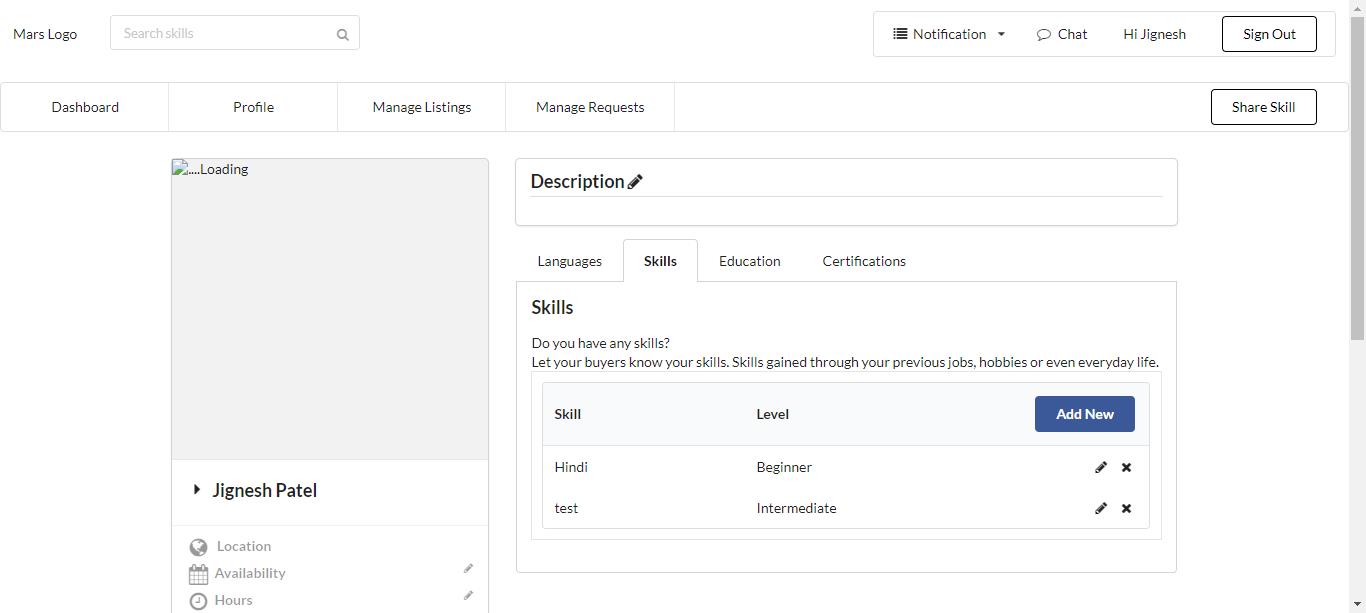 Mars Logo
Search skills
Notification
Chat
Hi Jignesh
Sign Out
Dashboard
Profile
Manage Listings
Manage Requests
Share Skill
....Loading
Jignesh Patel
Location
Availability
Hours
Description
Languages
Skills
Education
Certifications
Skills
Do you have any skills?
Let your buyers know your skills. Skills gained through your previous jobs, hobbies or even everyday life.
Skill Level Add New
Hindi Beginner
test Intermediate